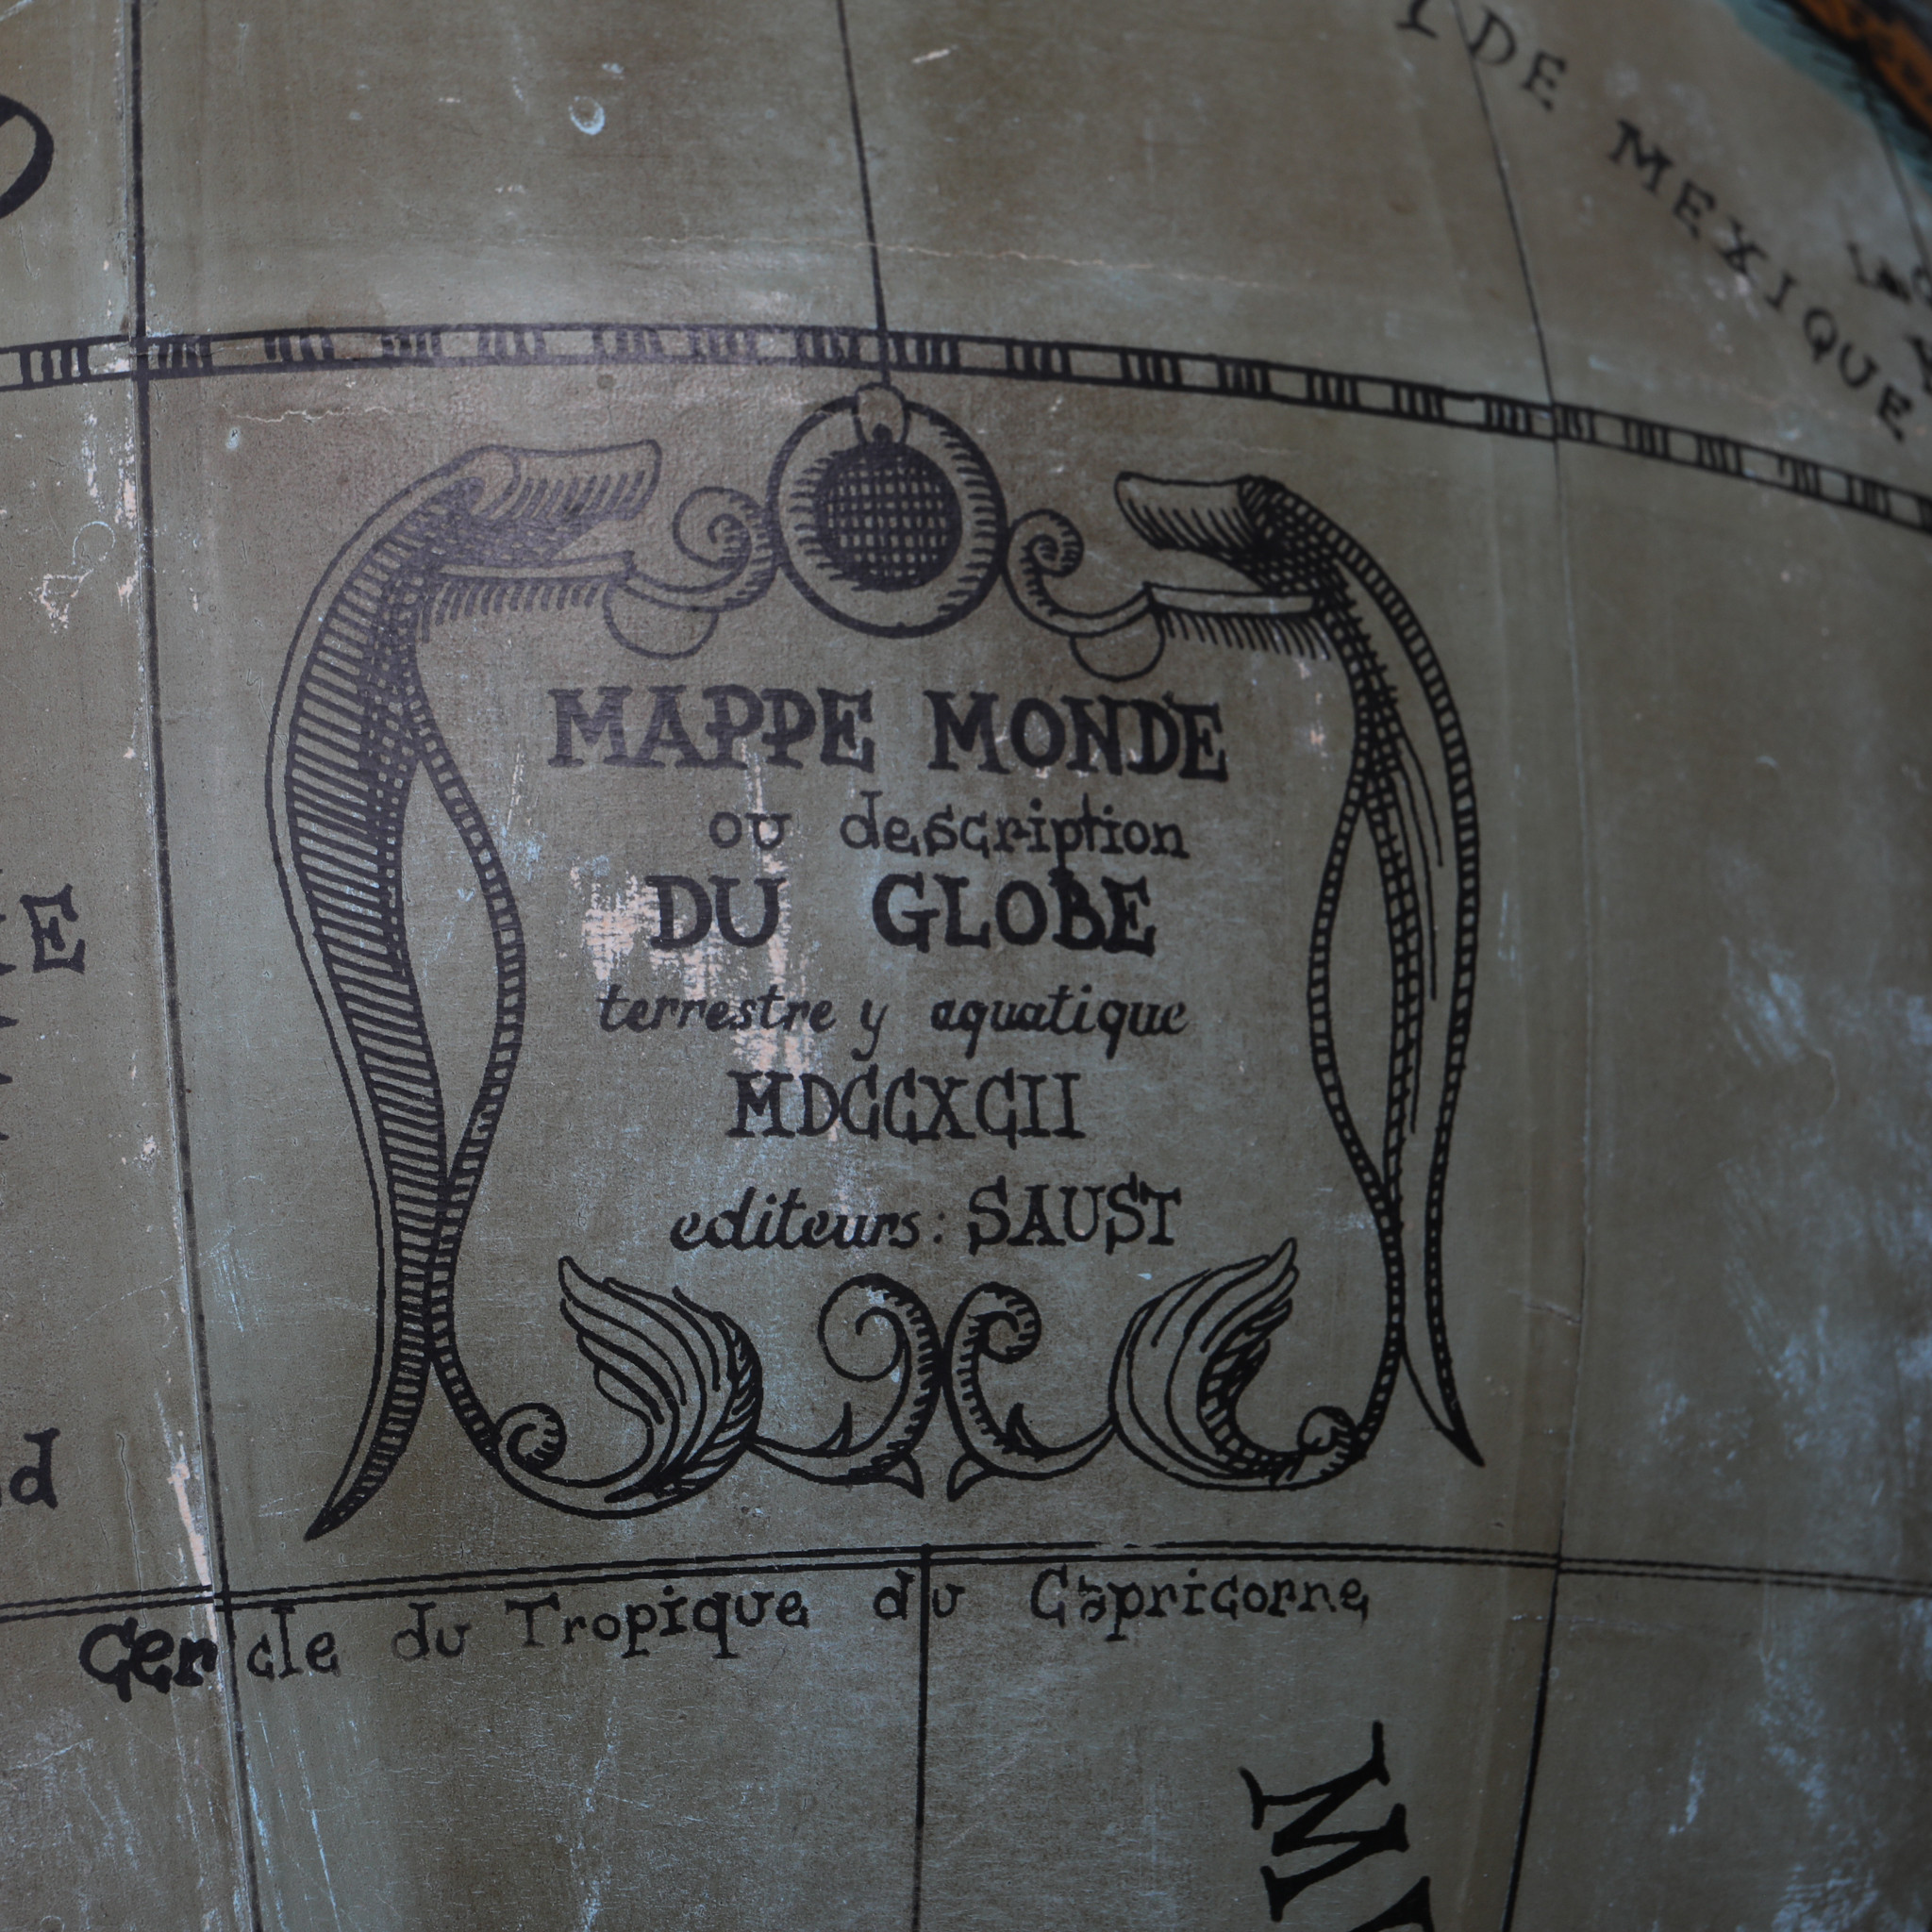 DE MEXIQUE
MAPPE MONDE
ou description
DU GLOBE
terrestre y aquatique
MDCCXCII
editeurs: SAUST
Cercle du Tropique du Capricorne